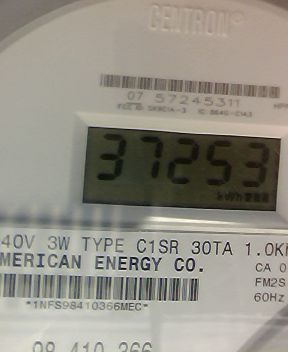 CENTRON®
07 57245311
37253
kWh
40V 3W TYPE C1SR 30TA 1.0K
MERICAN ENERGY CO.
CA 0
FM2S
60Hz
*1NFS98410366MEC*
98 410 366